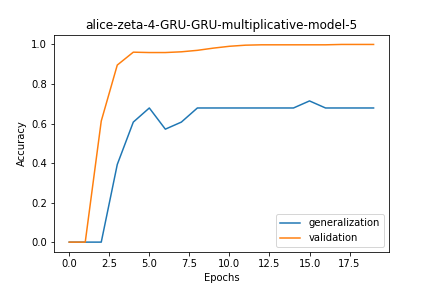 alice-zeta-4-GRU-GRU-multiplicative-model-5
1.0
0.8
0.6
0.4
0.2
0.0
Accuracy
0.0 2.5 5.0 7.5 10.0 12.5 15.0 17.5
Epochs
generalization
validation